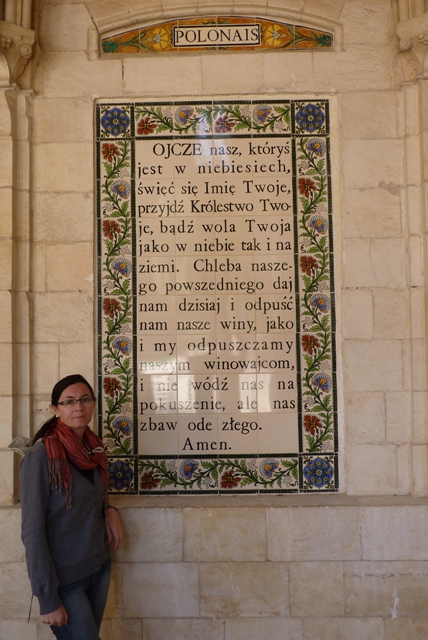 POLONAIS
OJCZE nasz, któryś
jest w niebiesiech,
święć się Imię Twoje,
przyjdź Królestwo Two-
je, bądź wola Twoja
jako w niebie tak i na
ziemi. Chleba nasze-
go powszedniego daj
nam dzisiaj i odpuść
nam nasze winy, jako
i my odpuszczamy
naszym winowajcom,
i nie wódź nas na
pokuszenie, ale nas
zbaw ode złego.
Amen.